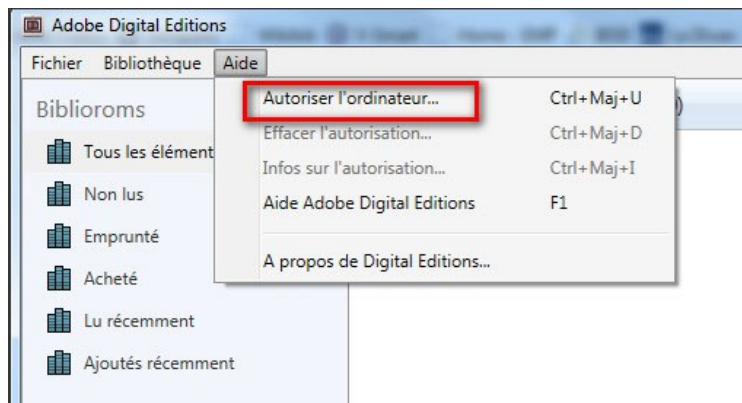 Adobe Digital Editions
Fichier Bibliothèque Aide
Autoriser l'ordinateur... Ctrl+Maj+U
Effacer l'autorisation... Ctrl+Maj+D
Infos sur l'autorisation... Ctrl+Maj+I
Aide Adobe Digital Editions F1
A propos de Digital Editions...
Biblioroms
Tous les élément
Non lus
Emprunté
Acheté
Lu récemment
Ajoutés récemment